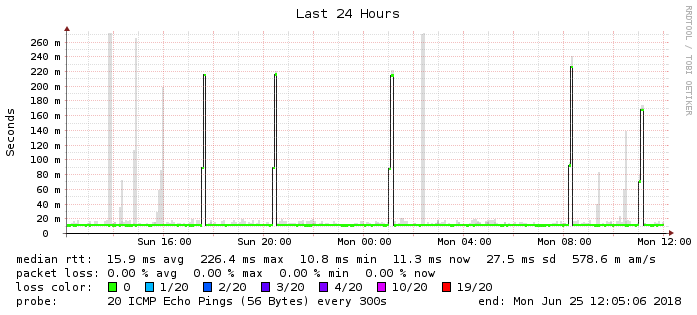 Last 24 Hours
RRDTOOL / TOBI OETIKER
Seconds
260 m
240 m
220 m
200 m
180 m
160 m
140 m
120 m
100 m
80 m
60 m
40 m
20 m
0
Sun 16:00 Sun 20:00 Mon 00:00 Mon 04:00 Mon 08:00 Mon 12:00
median rtt: 15.9 ms avg 226.4 ms max 10.8 ms min 11.3 ms now 27.5 ms sd 578.6 m am/s
packet loss: 0.00 % avg 0.00 % max 0.00 % min 0.00 % now
loss color: 0 1/20 2/20 3/20 4/20 10/20 19/20
probe: 20 ICMP Echo Pings (56 Bytes) every 300s end: Mon Jun 25 12:05:06 2018